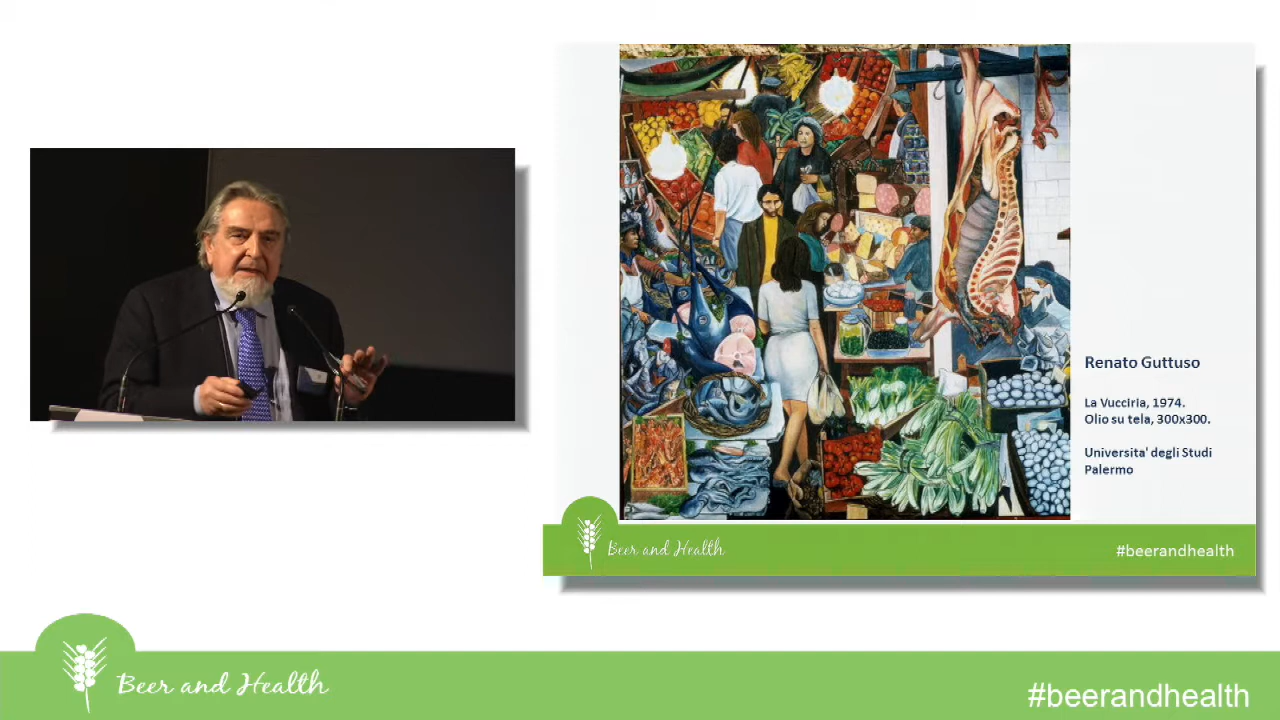 Renato Guttuso
La Vucciria, 1974.
Olio su tela, 300x300.
Universita' degli Studi
Palermo
Beer and Health
#beerandhealth
Beer and Health
#beerandhealth